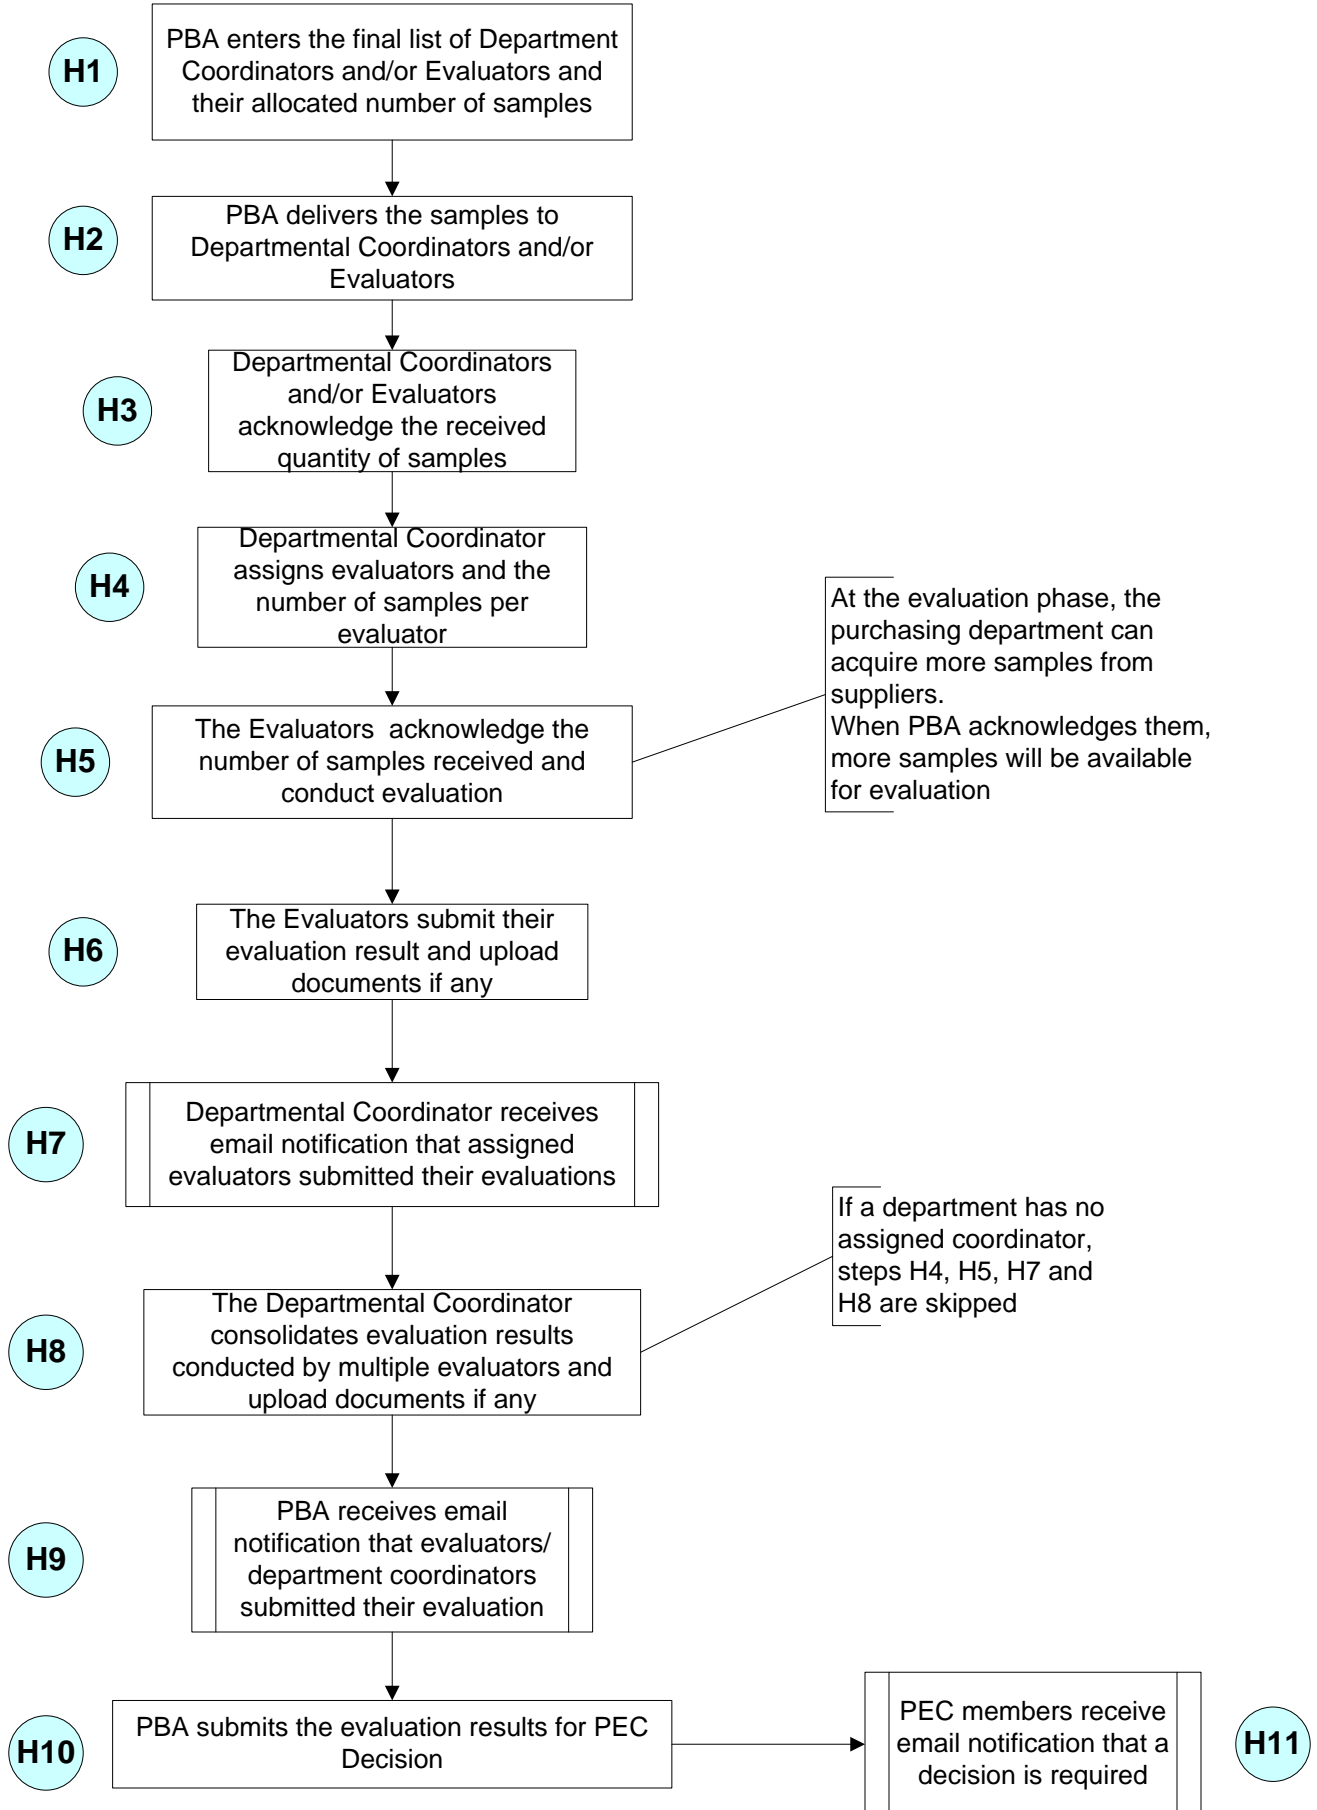 H1
PBA enters the final list of Department
Coordinators and/or Evaluators and
their allocated number of samples
H2
PBA delivers the samples to
Departmental Coordinators and/or
Evaluators
H3
Departmental Coordinators
and/or Evaluators
acknowledge the received
quantity of samples
H4
Departmental Coordinator
assigns evaluators and the
number of samples per
evaluator
At the evaluation phase, the
purchasing department can
acquire more samples from
suppliers.
When PBA acknowledges them,
more samples will be available
for evaluation
H5
The Evaluators  acknowledge the
number of samples received and
conduct evaluation
H6
The Evaluators submit their
evaluation result and upload
documents if any
H7
Departmental Coordinator receives
email notification that assigned
evaluators submitted their evaluations
If a department has no
assigned coordinator,
steps H4, H5, H7 and
H8 are skipped
H8
The Departmental Coordinator
consolidates evaluation results
conducted by multiple evaluators and
upload documents if any
H9
PBA receives email
notification that evaluators/
department coordinators
submitted their evaluation
H10
PBA submits the evaluation results for PEC
Decision
PEC members receive
email notification that a
decision is required
H11